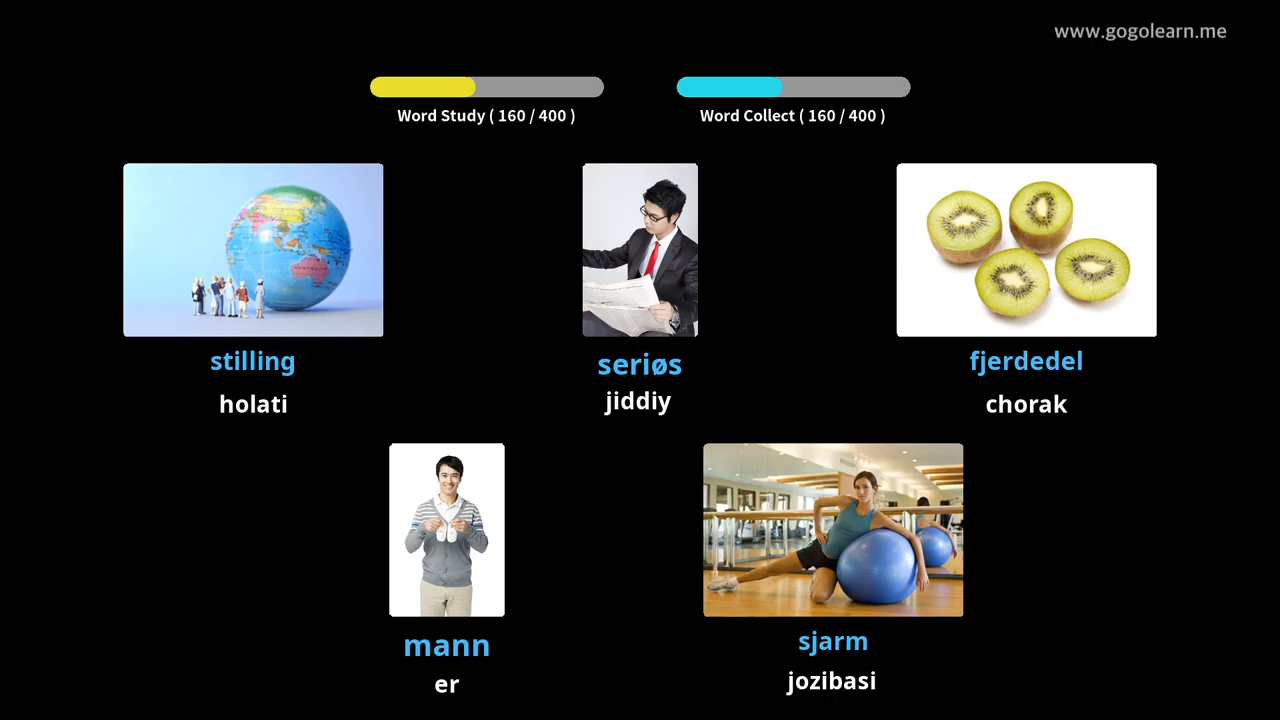 www.gogolearn.me
Word Study ( 160 / 400 )
Word Collect ( 160 / 400 )
stilling
holati
seriøs
jiddiy
fjerdedel
chorak
mann
er
sjarm
jozibasi